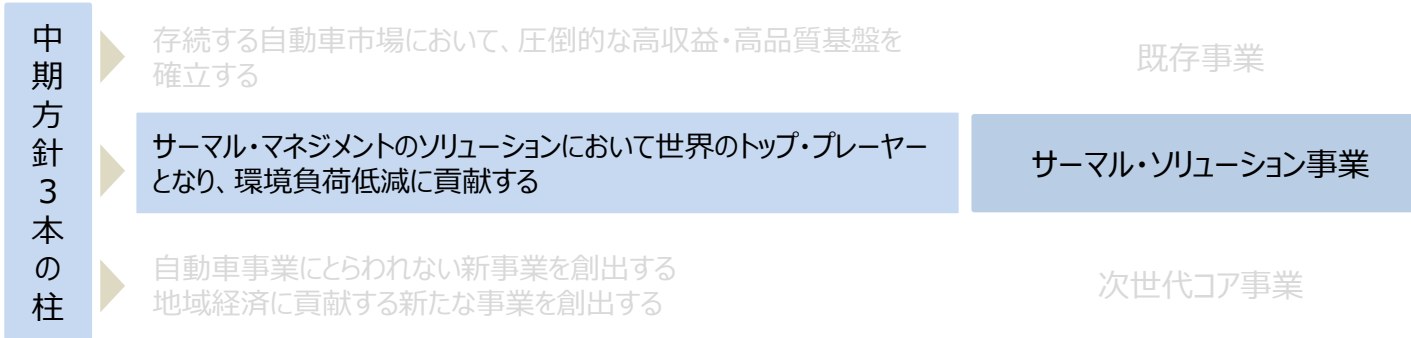 中期方針3本の柱
存続する自動車市場において、圧倒的な高収益・高品質基盤を
確立する
既存事業
サーマル・マネジメントのソリューションにおいて世界のトップ・プレーヤー
となり、環境負荷低減に貢献する
サーマル・ソリューション事業
自動車事業にとらわれない新事業を創出する
地域経済に貢献する新たな事業を創出する
次世代コア事業